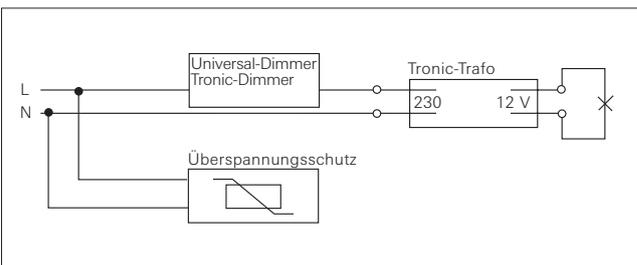 Universal-Dimmer
Tronic-Dimmer
Tronic-Trafo
L
230 12 V
N
Überspannungsschutz